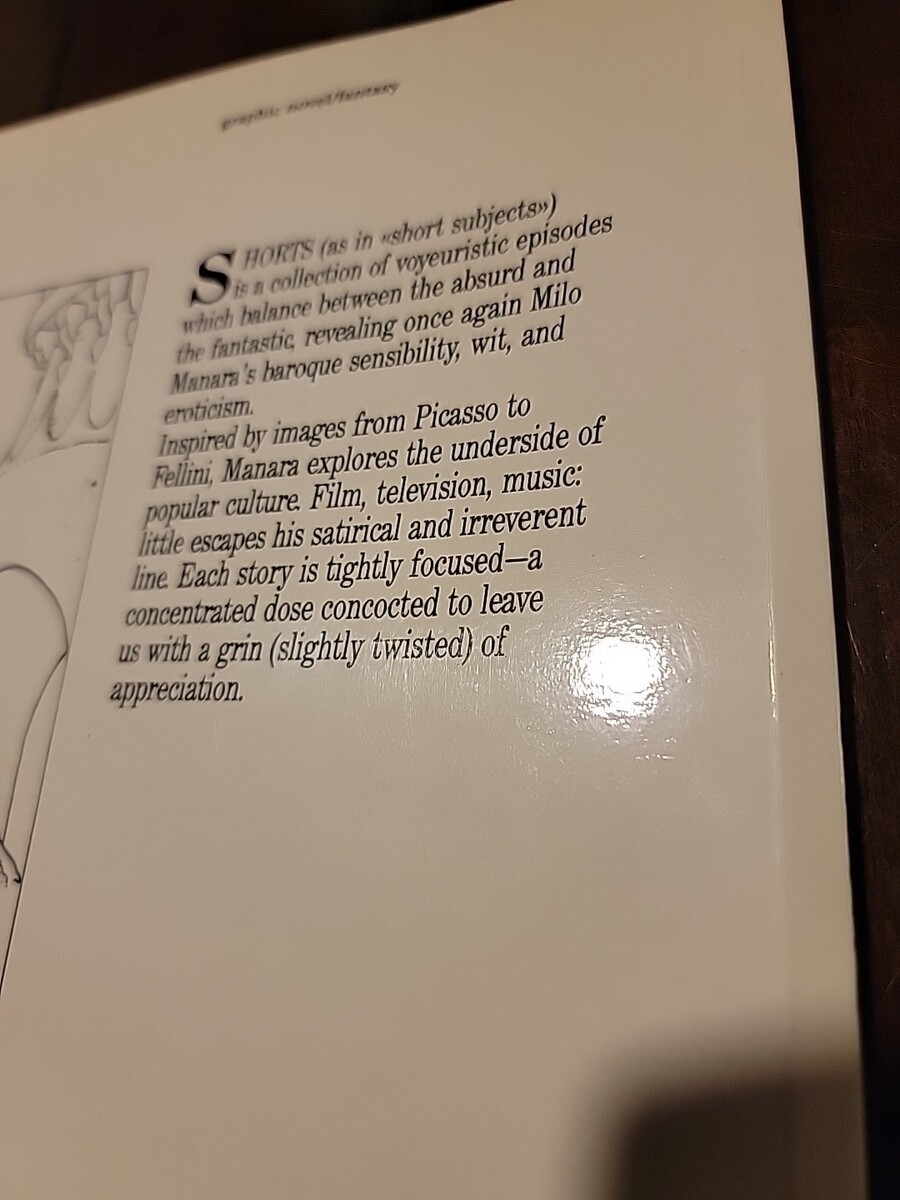 graphic novel/fantasy
SHORTS (as in «short subjects»)
is a collection of voyeuristic episodes
which balance between the absurd and
the fantastic, revealing once again Milo
Manara's baroque sensibility, wit, and
eroticism.
Inspired by images from Picasso to
Fellini, Manara explores the underside of
popular culture. Film, television, music:
little escapes his satirical and irreverent
line. Each story is tightly focused—a
concentrated dose concocted to leave
us with a grin (slightly twisted) of
appreciation.